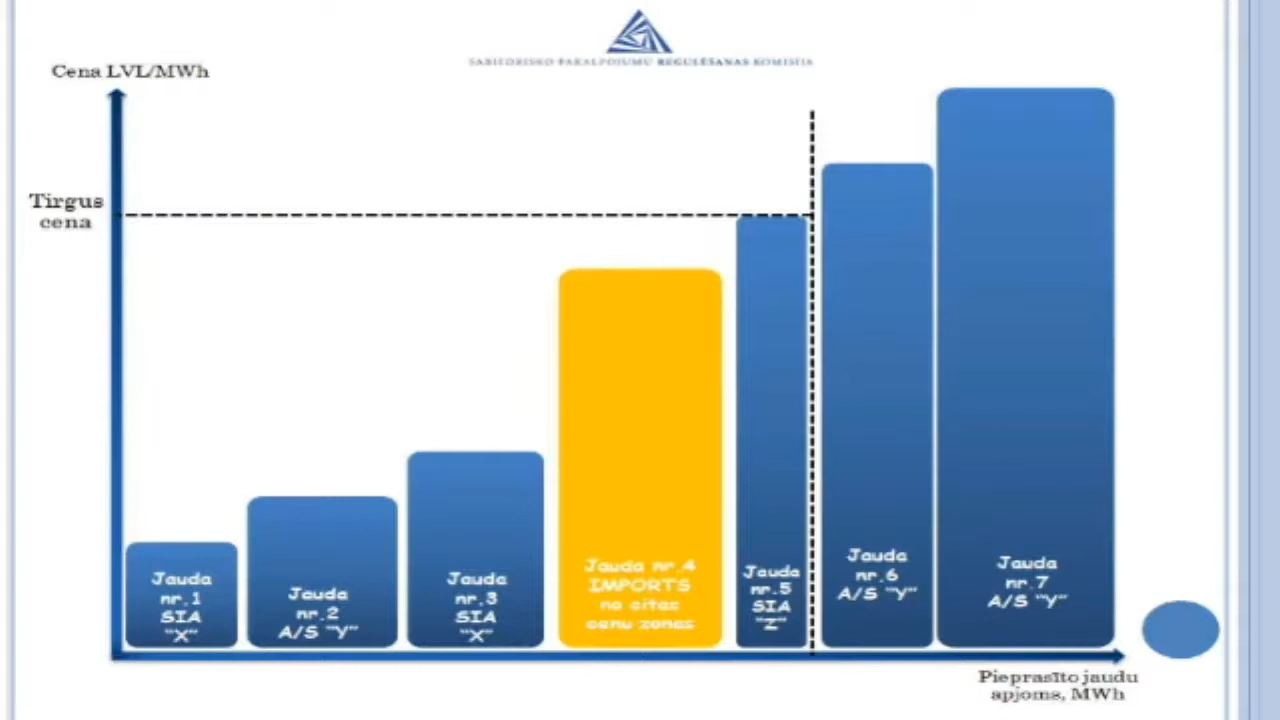 SABIEDRISKO PAKALPOJUMU REGULĒŠANAS KOMISIJA
Cena LVL/MWh
Tirgus
cena
Jauda
nr.1
SIA
"X"
Jauda
nr.2
A/S "Y"
Jauda
nr.3
SIA
"X"
Jauda nr.4
IMPORTS
no citas
cenu zonas
Jauda
nr.5
SIA
"Z"
Jauda
nr.6
A/S "Y"
Jauda
nr.7
A/S "Y"
Pieprasīto jaudu
apjoms, MWh